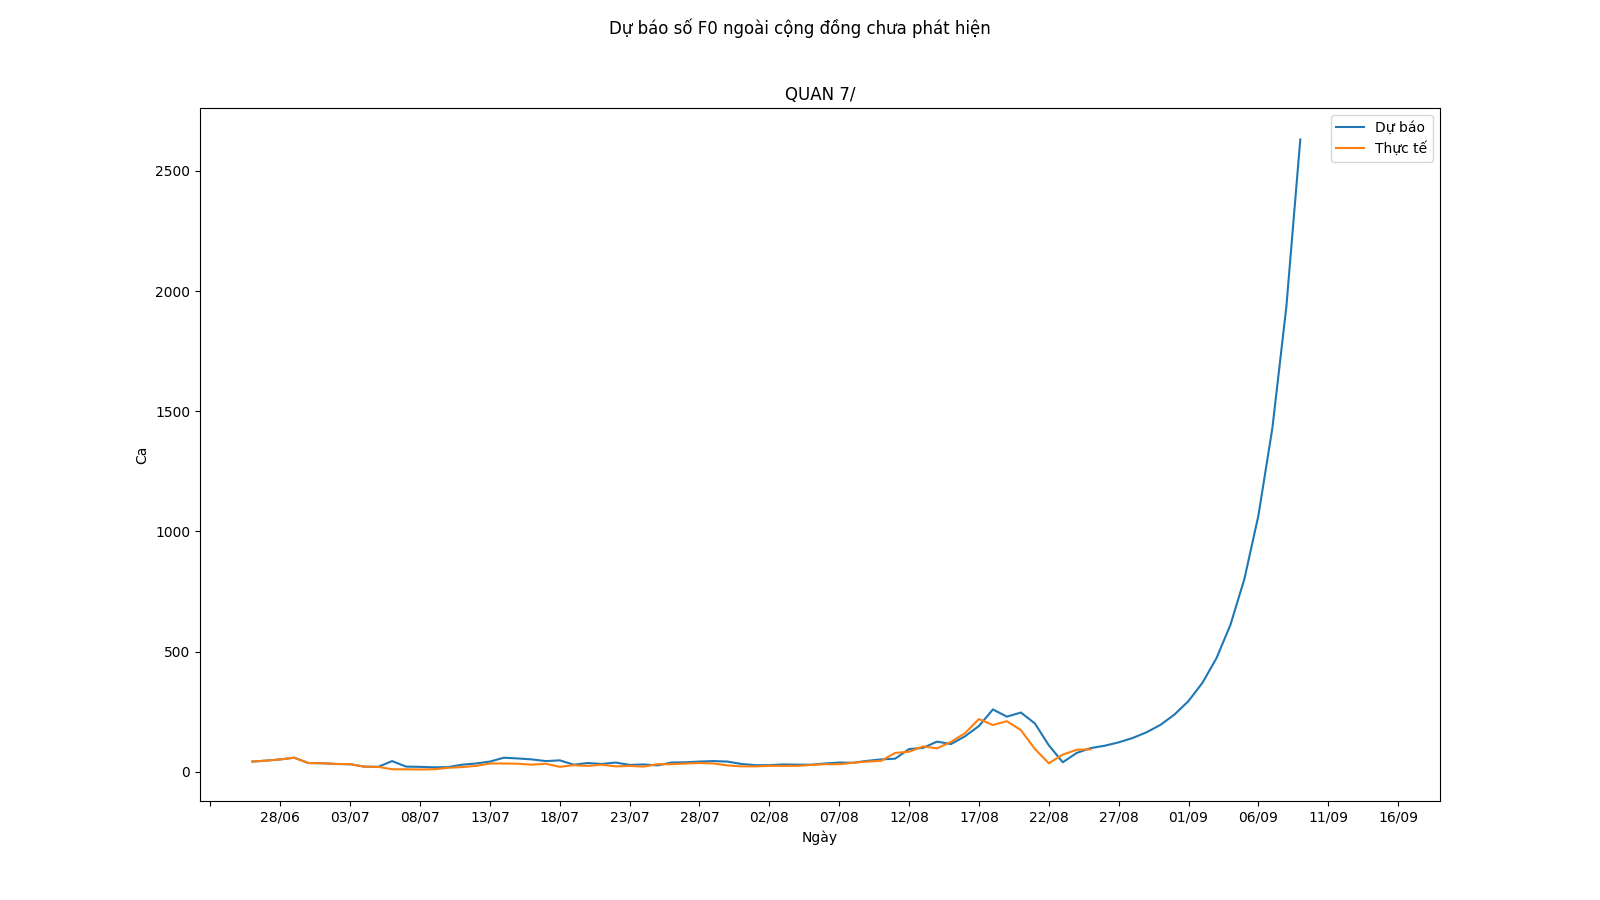 Dự báo số F0 ngoài cộng đồng chưa phát hiện
QUAN 7/
Dự báo
Thực tế
2500
2000
1500
1000
500
0
Ca
28/06 03/07 08/07 13/07 18/07 23/07 28/07 02/08 07/08 12/08 17/08 22/08 27/08 01/09 06/09 11/09 16/09
Ngày